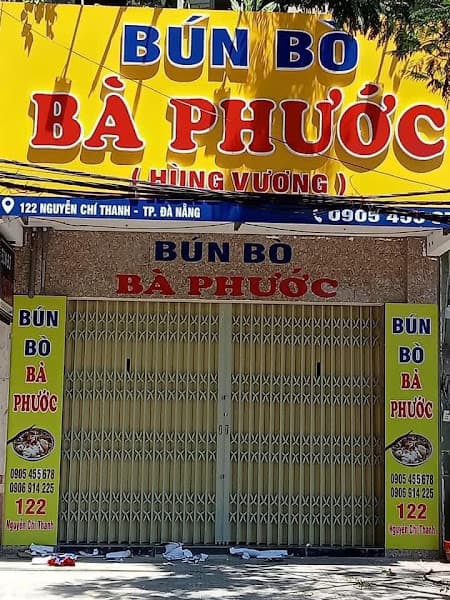 BÚN BÒ
BÀ PHƯỚC
( HÙNG VƯƠNG )
122 NGUYỄN CHÍ THANH - TP. ĐÀ NẴNG
0905 455
BÚN BÒ
BÀ PHƯỚC
BÚN
BÒ
BÀ
PHƯỚC
0905 455 678
0906 914 225
122
Nguyễn Chí Thanh
BÚN
BÒ
BÀ
PHƯỚC
0905 455 678
0906 914 225
122
Nguyễn Chí Thanh